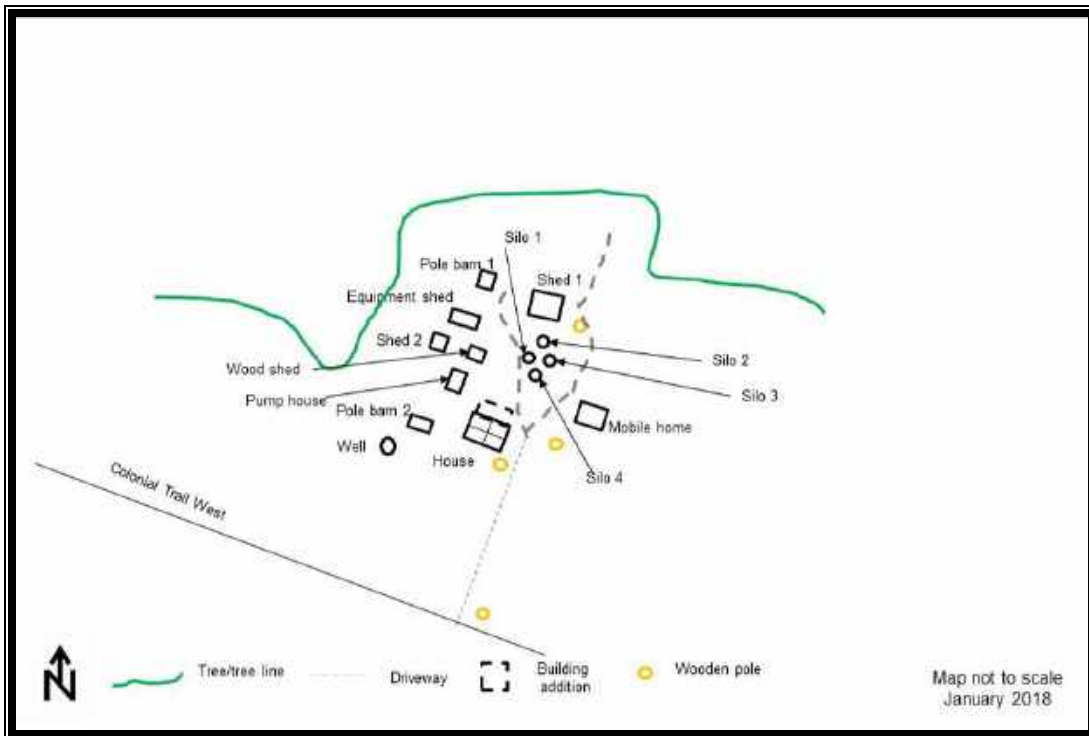 Silo 1
Pole barn 1
Shed 1
Equipment shed
Shed 2
Silo 2
Wood shed
Silo 3
Pump house
Pole barn 2
Mobile home
Well
House
Silo 4
Colonial Trail West
N
Tree/tree line
Driveway
Building
addition
Wooden pole
Map not to scale
January 2018